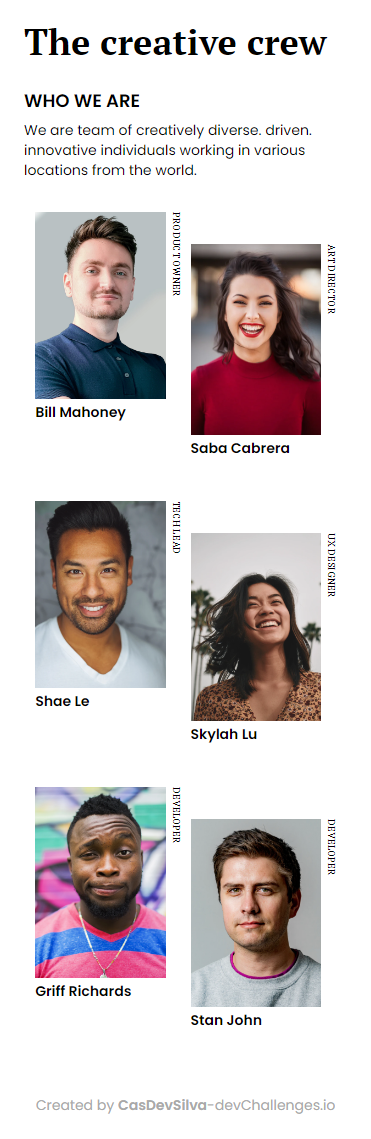 The creative crew
WHO WE ARE
We are team of creatively diverse. driven.
innovative individuals working in various
locations from the world.
PRODUCT OWNER
Bill Mahoney
ART DIRECTOR
Saba Cabrera
TECH LEAD
Shae Le
UX DESIGNER
Skylah Lu
DEVELOPER
Griff Richards
DEVELOPER
Stan John
Created by CasDevSilva-devChallenges.io